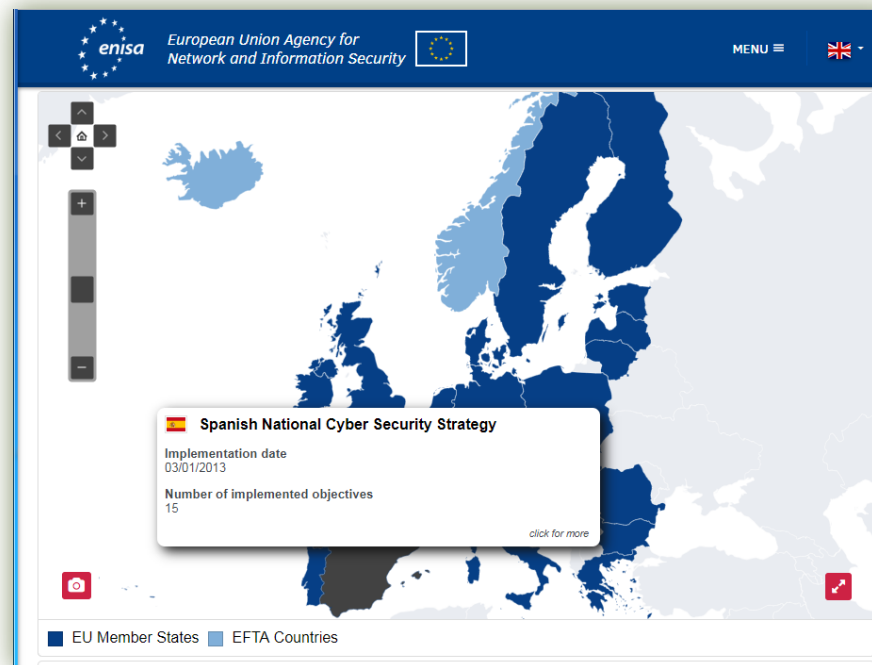 enisa
European Union Agency for
Network and Information Security
MENU
Spanish National Cyber Security Strategy
Implementation date
03/01/2013
Number of implemented objectives
15
click for more
EU Member States
EFTA Countries